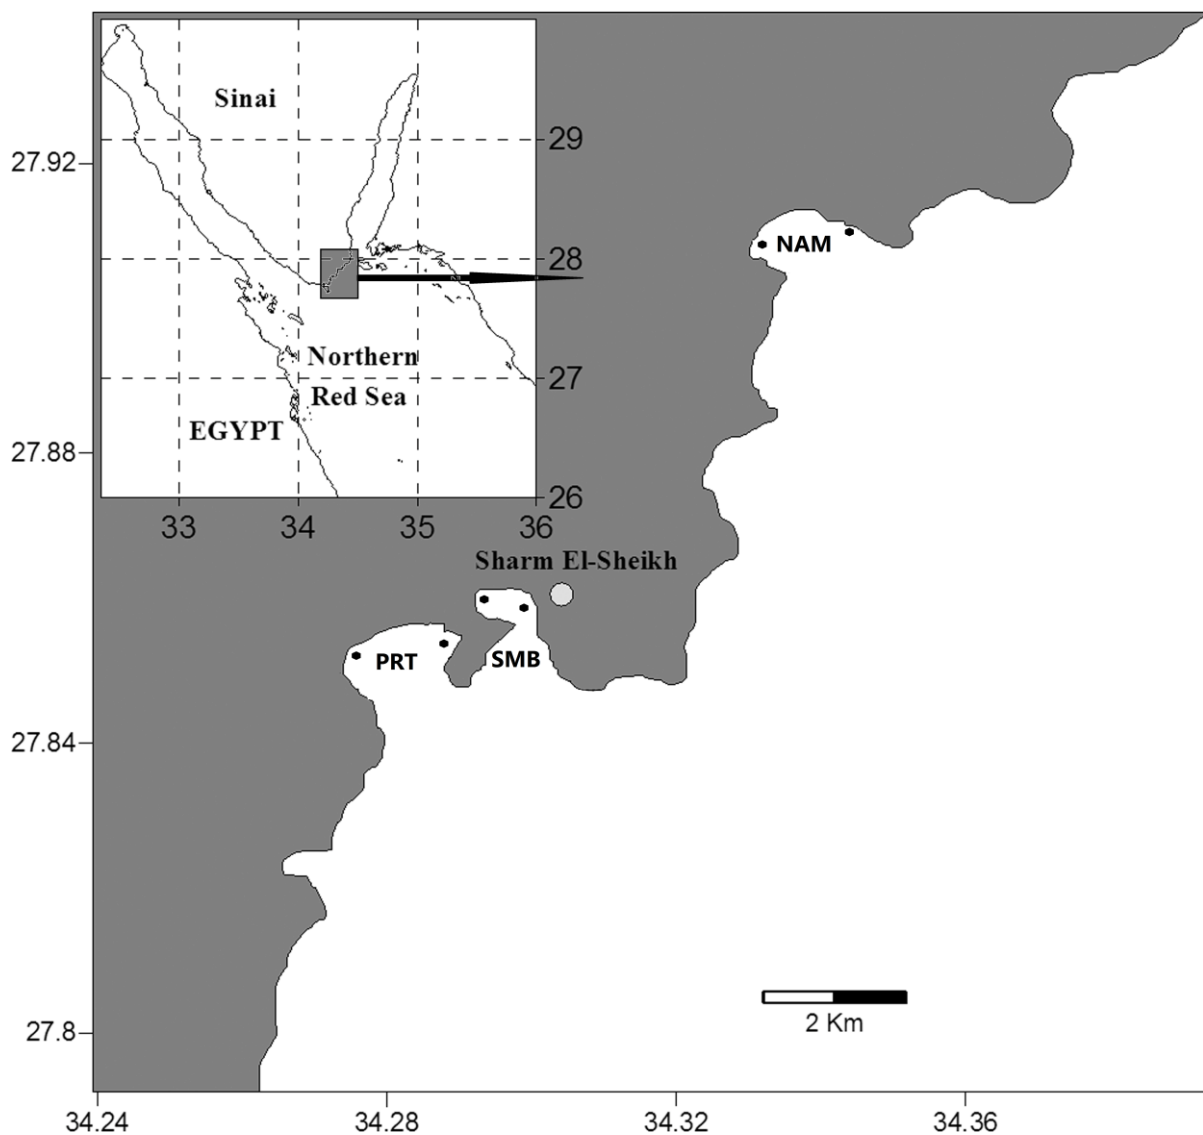 Sinai
29
27.92
NAM
28
Northern
27
Red Sea
EGYPT
27.88
26
33
34
35
36
Sharm El-Sheikh
PRT
SMB
27.84
2 Km
27.8
34.24
34.28
34.32
34.36